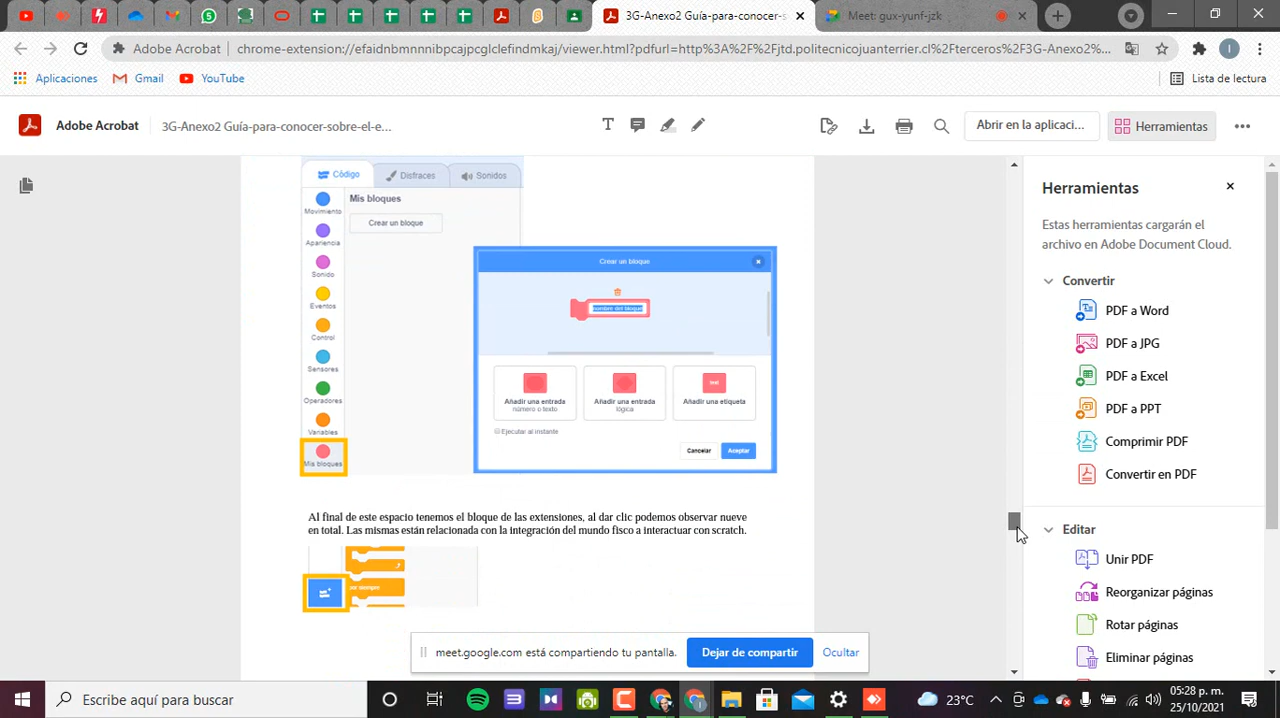 3G-Anexo2 Guía-para-conocer-s
Meet: gux-yunf-jzk
Adobe Acrobat
chrome-extension://efaidnbmnnnibpcajpcglclefindmkaj/viewer.html?pdfurl=http%3A%2F%2Fjtd.politecnicojuanterrier.cl%2Fterceros%2F3G-Anexo2%...
I
Aplicaciones
Gmail
YouTube
Lista de lectura
Adobe Acrobat
3G-Anexo2 Guía-para-conocer-sobre-el-e...
Abrir en la aplicaci...
Herramientas
Código
Disfraces
Sonidos
Movimiento
Apariencia
Sonido
Eventos
Control
Sensores
Operadores
Variables
Mis bloques
Mis bloques
Crear un bloque
Crear un bloque
nombre del bloque
Añadir una entrada
número o texto
Añadir una entrada
lógica
text
Añadir una etiqueta
Ejecutar al instante
Cancelar
Aceptar
Al final de este espacio tenemos el bloque de las extensiones, al dar clic podemos observar nueve
en total. Las mismas están relacionada con la integración del mundo fisco a interactuar con scratch.
por siempre
Herramientas
Estas herramientas cargarán el
archivo en Adobe Document Cloud.
Convertir
PDF a Word
PDF a JPG
PDF a Excel
PDF a PPT
Comprimir PDF
Convertir en PDF
Editar
Unir PDF
Reorganizar páginas
Rotar páginas
Eliminar páginas
meet.google.com está compartiendo tu pantalla.
Dejar de compartir
Ocultar
Escribe aquí para buscar
23°C
05:28 p. m.
25/10/2021